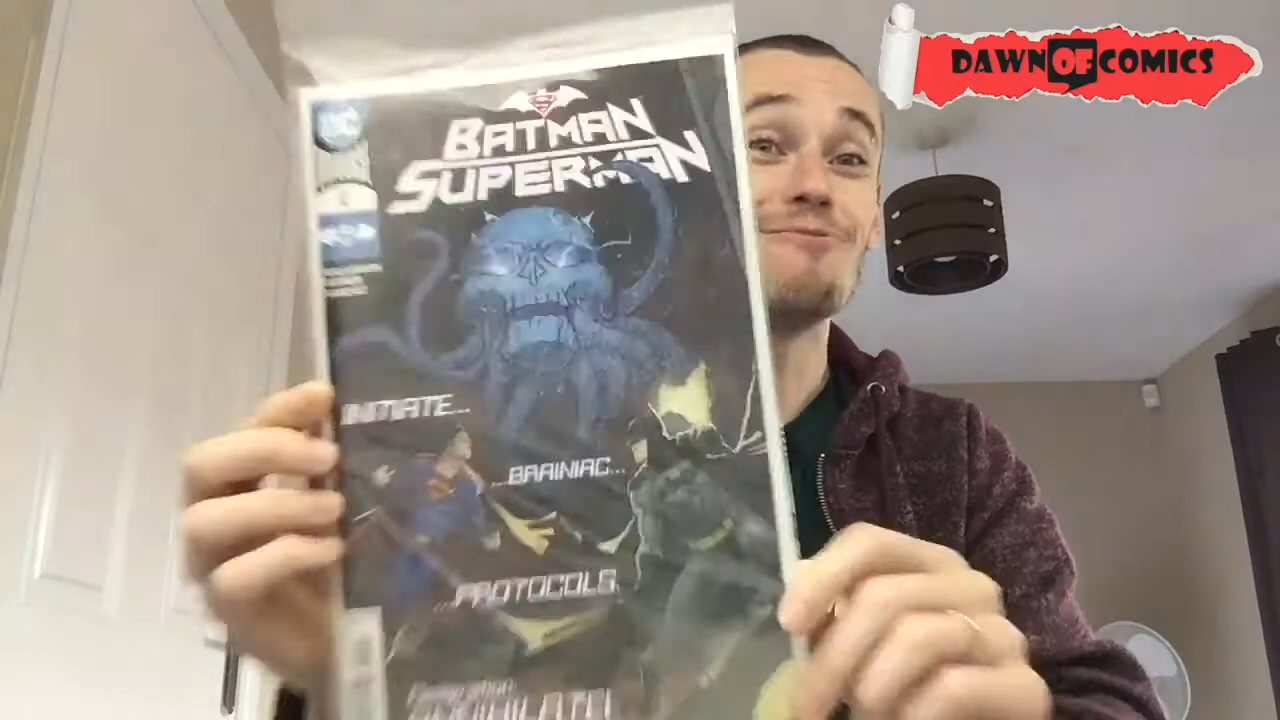 DAWN OF COMICS
BATMAN
SUPERMAN
INITIATE...
...BRAINIAC...
...PROTOCOLS.